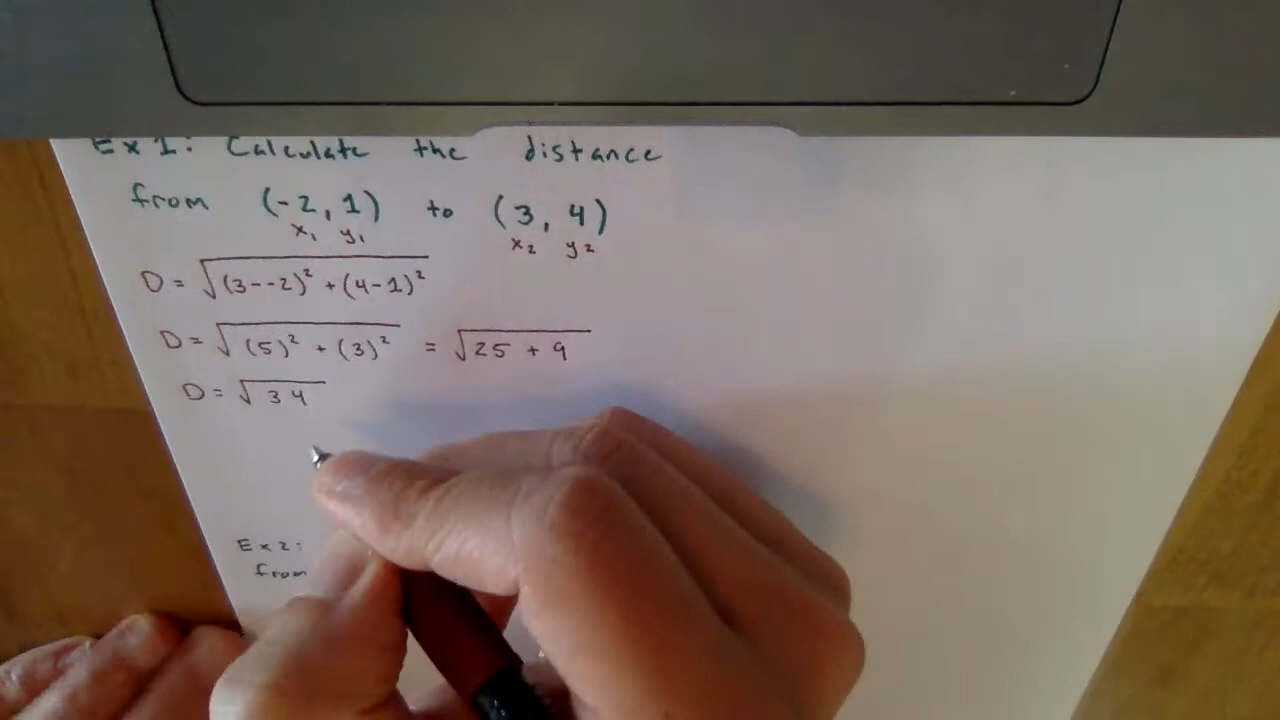 Ex 1: Calculate the distance
from (-2, 1) to (3, 4)
x₁ y₁ x₂ y₂
D = √(3--2)² + (4-1)²
D = √(5)² + (3)² = √25 + 9
D = √34
Ex 2:
from